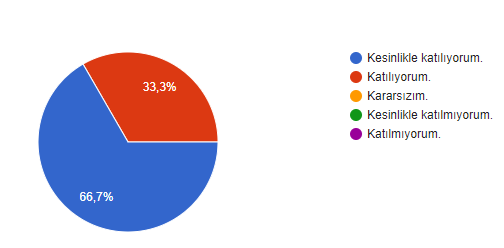 33,3%
66,7%
Kesinlikle katılıyorum.
Katılıyorum.
Kararsızım.
Kesinlikle katılmıyorum.
Katılmıyorum.